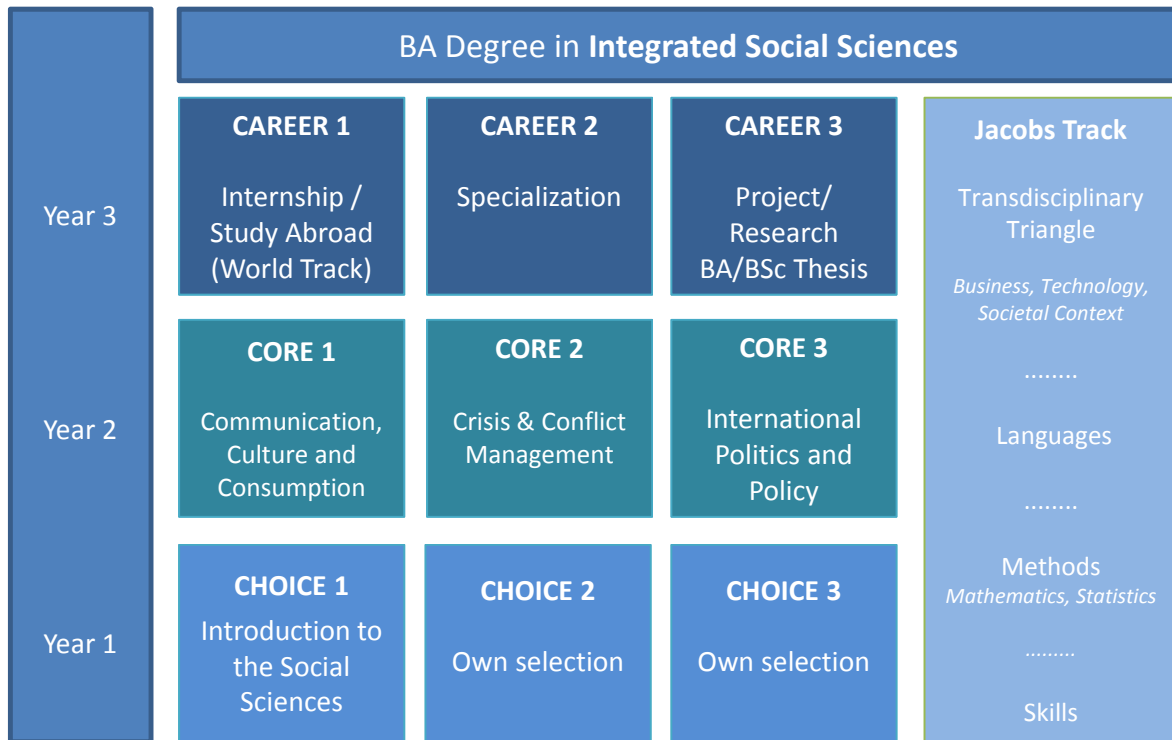 BA Degree in Integrated Social Sciences
Year 3
CAREER 1
Internship /
Study Abroad
(World Track)
CAREER 2
Specialization
CAREER 3
Project/
Research
BA/BSc Thesis
Year 2
CORE 1
Communication,
Culture and
Consumption
CORE 2
Crisis & Conflict
Management
CORE 3
International
Politics and
Policy
Year 1
CHOICE 1
Introduction to
the Social
Sciences
CHOICE 2
Own selection
CHOICE 3
Own selection
Jacobs Track
Transdisciplinary
Triangle
Business, Technology,
Societal Context
........
Languages
........
Methods
Mathematics, Statistics
.........
Skills